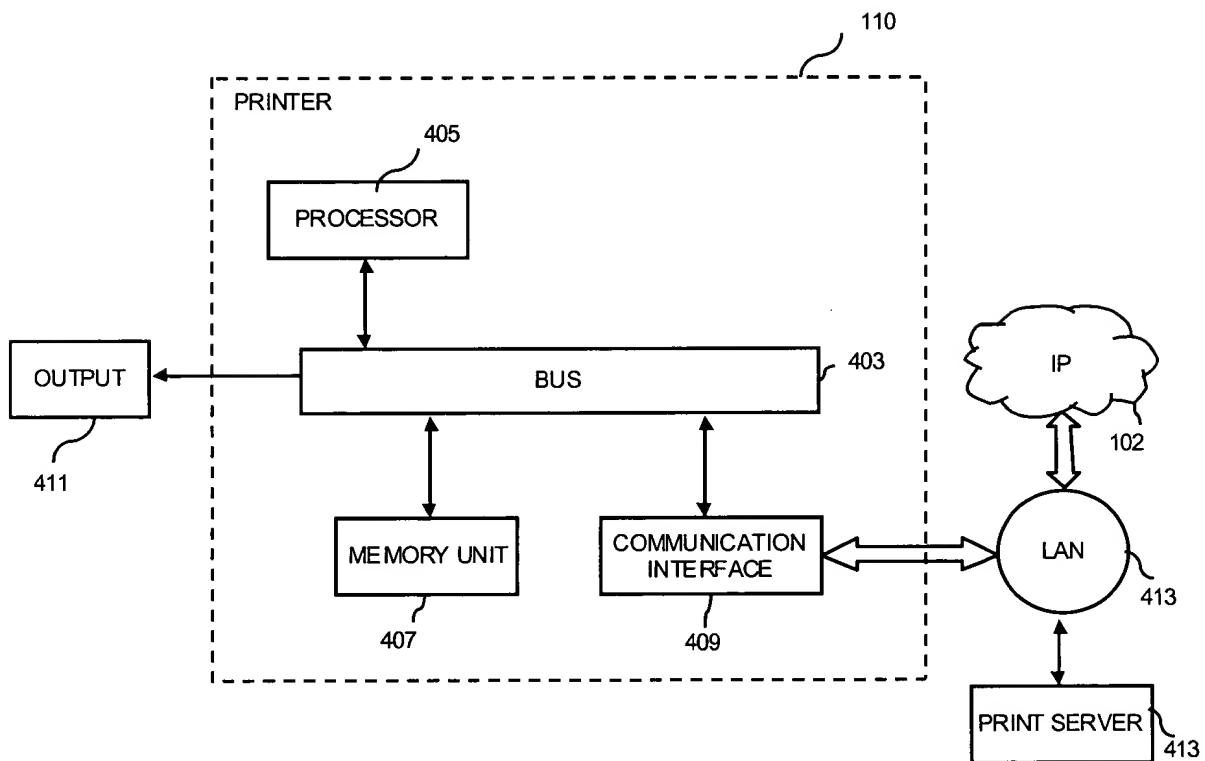 110
PRINTER
405
PROCESSOR
OUTPUT
411
BUS
403
IP
102
MEMORY UNIT
407
COMMUNICATION
INTERFACE
409
LAN
413
PRINT SERVER
413